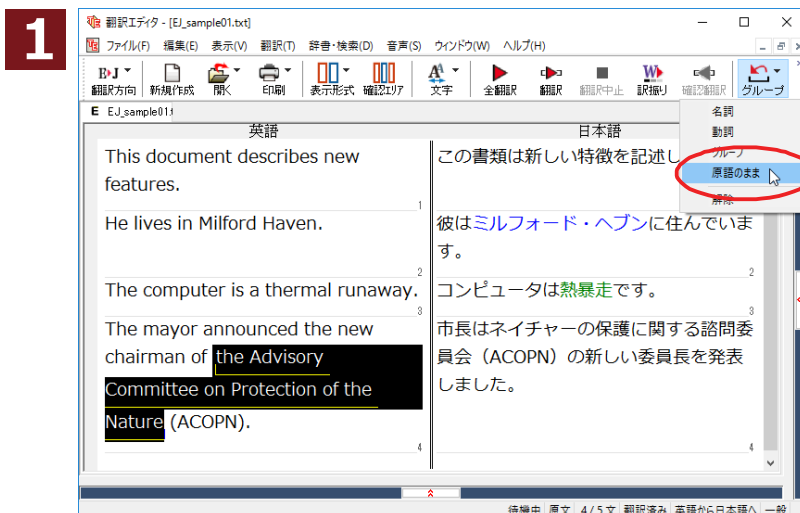 1
翻訳エディタ - [EJ_sample01.txt]
ファイル(F) 編集(E) 表示(V) 翻訳(T) 辞書・検索(D) 音声(S) ウィンドウ(W) ヘルプ(H)
E▶J
翻訳方向 新規作成 開く 印刷 表示形式 確認エリア 文字 全翻訳 翻訳 翻訳中止 訳振り 確認翻訳 グループ
名詞
動詞
グループ
原語のまま
解除
E EJ_sample01.
英語 日本語
This document describes new
features.
1
この書類は新しい特徴を記述し
He lives in Milford Haven.
2
彼はミルフォード・ヘブンに住んでいま
す。
2
The computer is a thermal runaway.
3
コンピュータは熱暴走です。
3
The mayor announced the new
chairman of the Advisory
Committee on Protection of the
Nature (ACOPN).
4
市長はネイチャーの保護に関する諮問委
員会（ACOPN）の新しい委員長を発表
しました。
4
待機中 原文 4/5文 翻訳済み 英語から日本語へ 一般